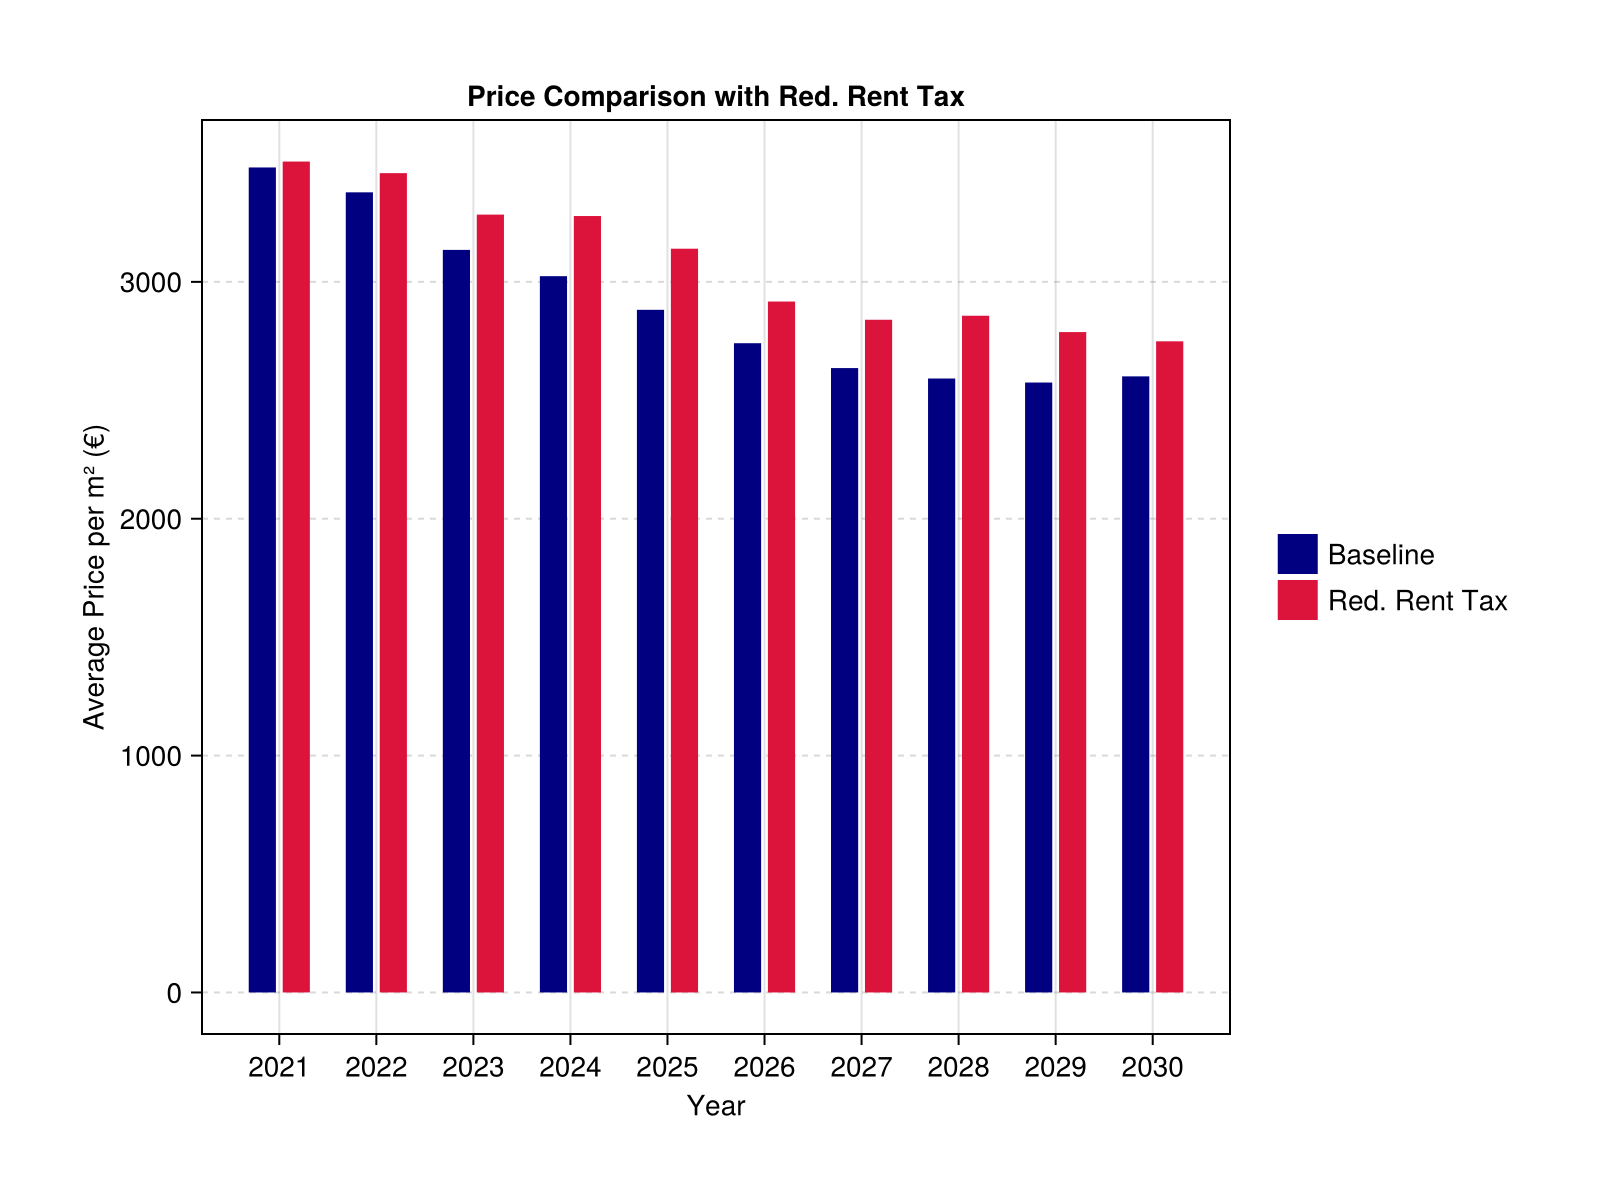 Price Comparison with Red. Rent Tax
Average Price per m² (€)
3000
2000
1000
0
2021 2022 2023 2024 2025 2026 2027 2028 2029 2030
Year
Baseline
Red. Rent Tax